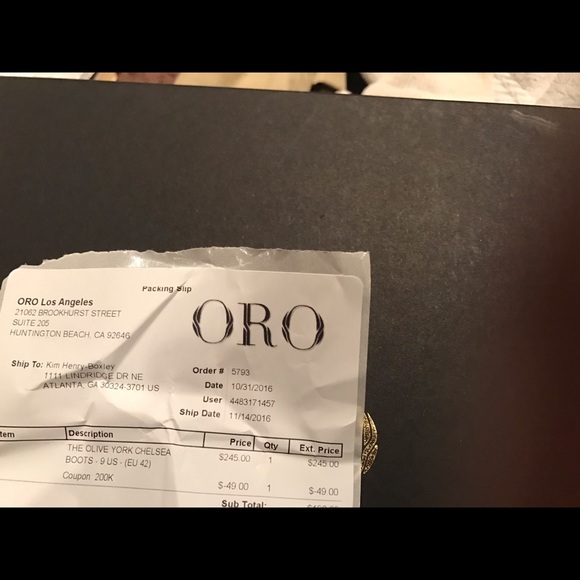 Packing Slip
ORO Los Angeles
21062 BROOKHURST STREET
SUITE 205
HUNTINGTON BEACH, CA 92646
ORO
Ship To: Kim Henry-Boxley
1111 LINDRIDGE DR NE
ATLANTA, GA 30324-3701 US
Order # 5793
Date 10/31/2016
User 4483171457
Ship Date 11/14/2016
tem Description Price Qty Ext. Price
THE OLIVE YORK CHELSEA $245.00 1 $245.00
BOOTS - 9 US - (EU 42)
Coupon: 200K $-49.00 1 $-49.00
Sub Total: